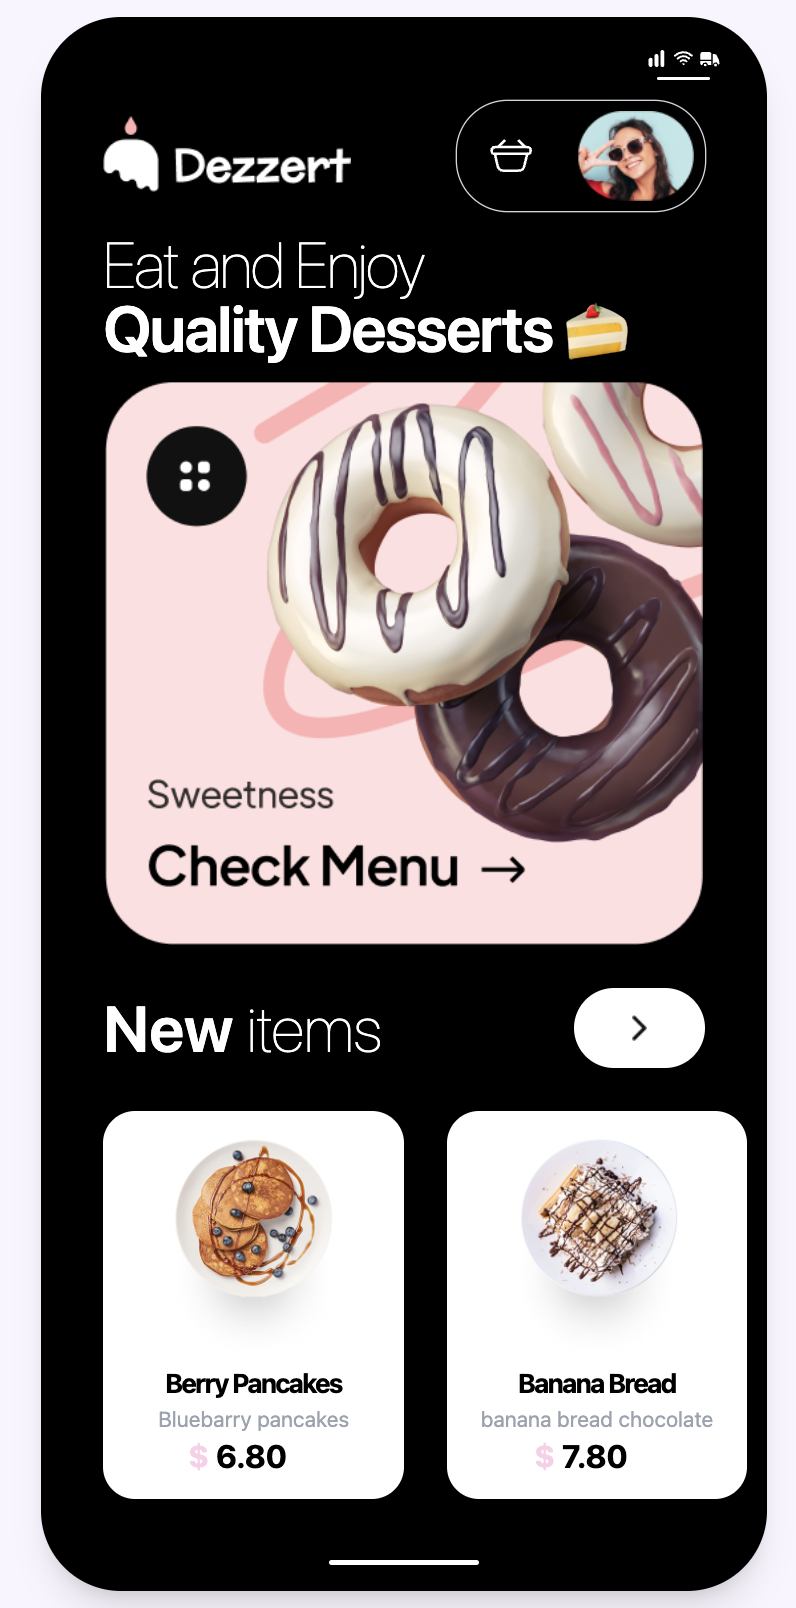 Dezzert
Eat and Enjoy
Quality Desserts 🍰
Sweetness
Check Menu →
New items
Berry Pancakes
Bluebarry pancakes
$ 6.80
Banana Bread
banana bread chocolate
$ 7.80